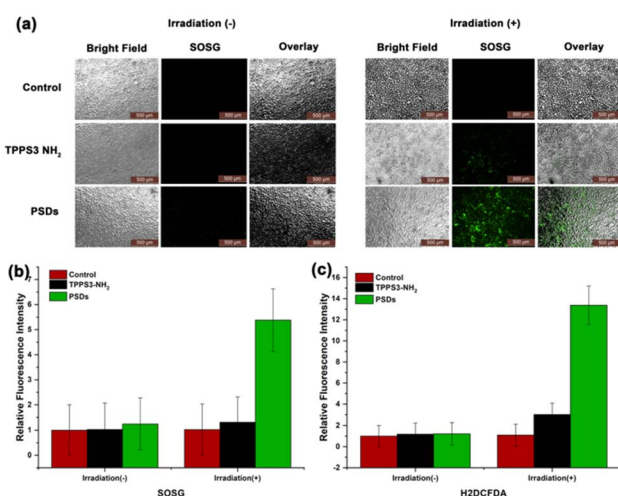 (a)
Irradiation (-)
Irradiation (+)
Bright Field SOSG Overlay
Bright Field SOSG Overlay
Control
500 µm 500 µm 500 µm
500 µm 500 µm 500 µm
TPPS3 NH₂
500 µm 500 µm 500 µm
500 µm 500 µm 500 µm
PSDs
500 µm 500 µm 500 µm
500 µm 500 µm 500 µm
(b)
Relative Fluorescence Intensity
7
6
5
4
3
2
1
0
Control
TPPS3-NH₂
PSDs
Irradiation(-) Irradiation(+)
SOSG
(c)
Relative Fluorescence Intensity
16
14
12
10
8
6
4
2
0
-2
Control
TPPS3-NH₂
PSDs
Irradiation(-) Irradiation(+)
H2DCFDA